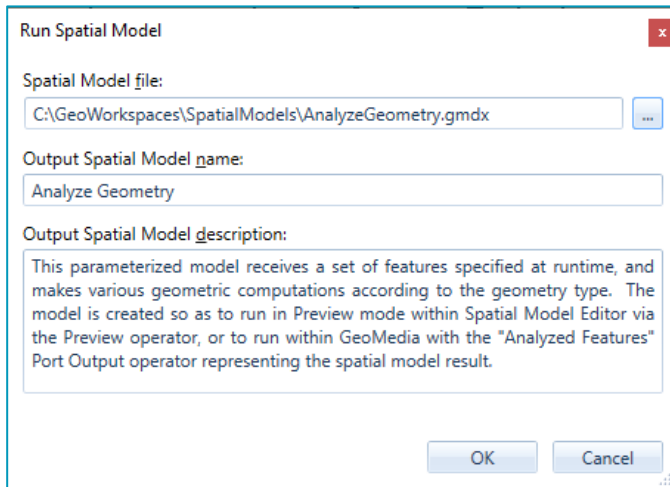 Run Spatial Model
x
Spatial Model file:
C:\GeoWorkspaces\SpatialModels\AnalyzeGeometry.gmdx
...
Output Spatial Model name:
Analyze Geometry
Output Spatial Model description:
This parameterized model receives a set of features specified at runtime, and
makes various geometric computations according to the geometry type. The
model is created so as to run in Preview mode within Spatial Model Editor via
the Preview operator, or to run within GeoMedia with the "Analyzed Features"
Port Output operator representing the spatial model result.
OK Cancel